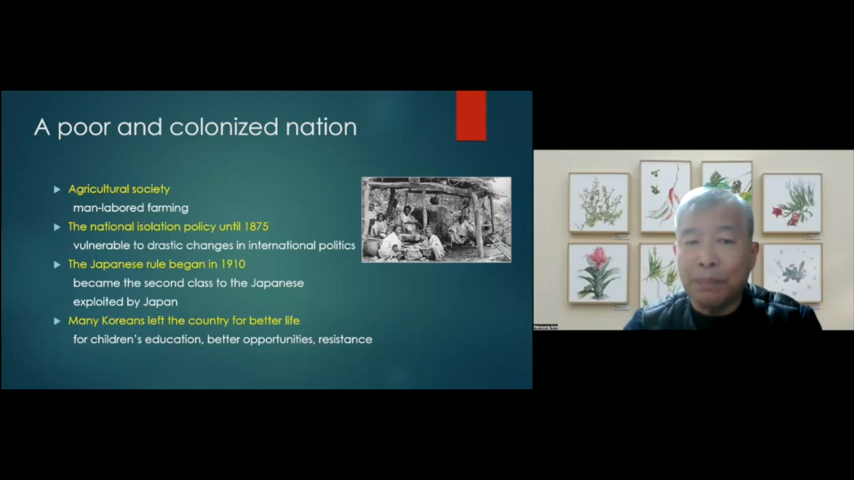 A poor and colonized nation
Agricultural society
man-labored farming
The national isolation policy until 1875
vulnerable to drastic changes in international politics
The Japanese rule began in 1910
became the second class to the Japanese
exploited by Japan
Many Koreans left the country for better life
for children's education, better opportunities, resistance